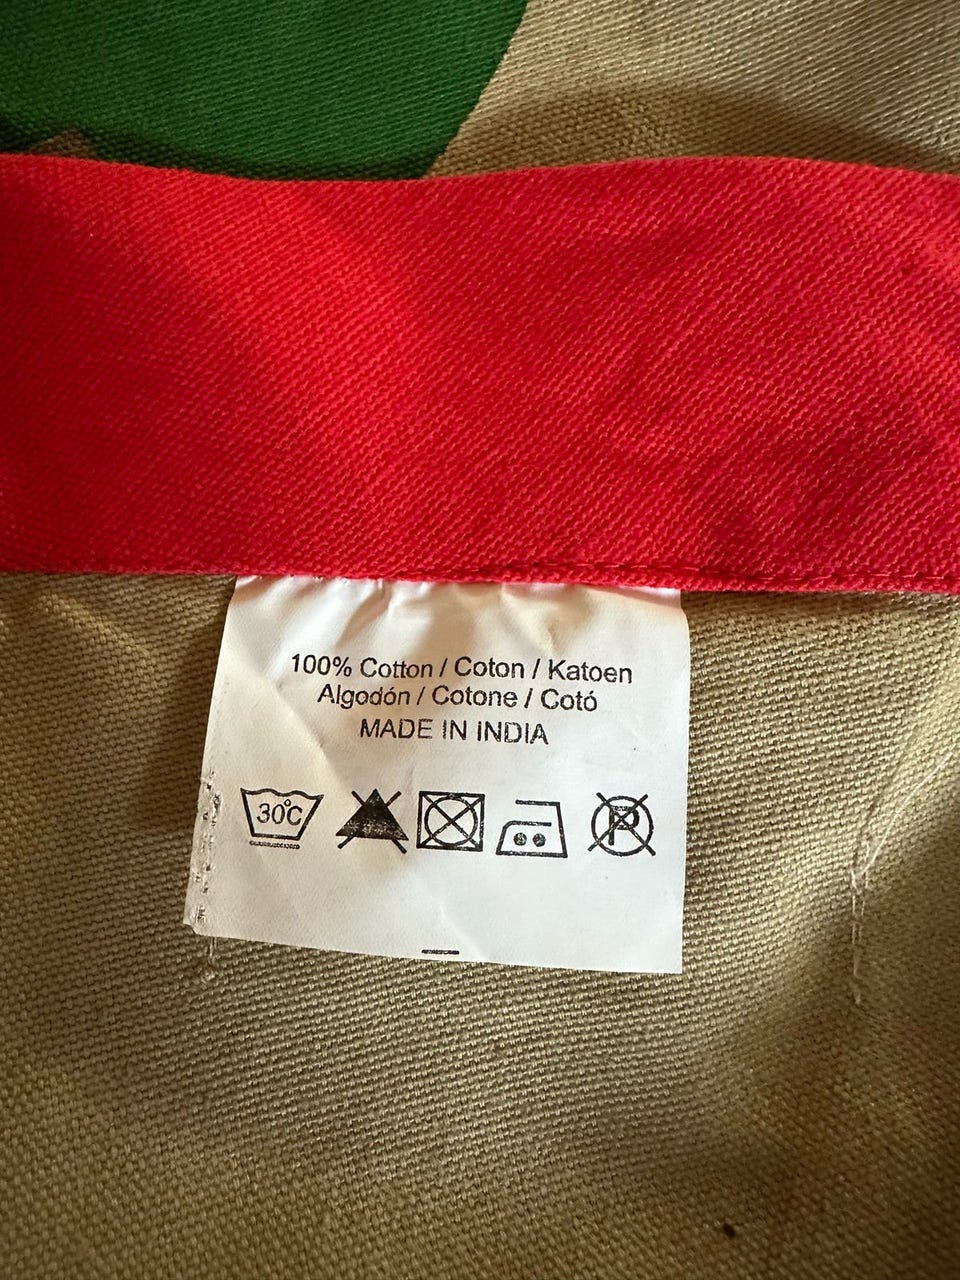 100% Cotton / Coton / Katoen
Algodón / Cotone / Cotó
MADE IN INDIA
30°C P